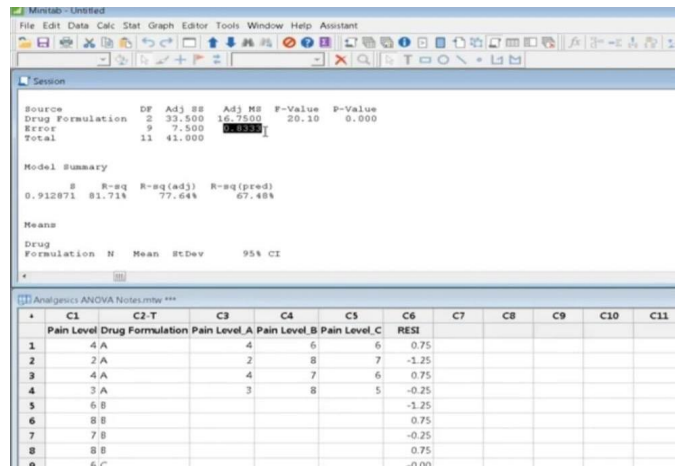 Minitab - Untitled
File Edit Data Calc Stat Graph Editor Tools Window Help Assistant
Session
Source DF Adj SS Adj MS F-Value P-Value
Drug Formulation 2 33.500 16.7500 20.10 0.000
Error 9 7.500 0.8333
Total 11 41.000
Model Summary
S R-sq R-sq(adj) R-sq(pred)
0.912871 81.71% 77.64% 67.48%
Means
Drug
Formulation N Mean StDev 95% CI
Analgesics ANOVA Notes.mtw ***
C1 C2-T C3 C4 C5 C6 C7 C8 C9 C10 C11
Pain Level Drug Formulation Pain Level_A Pain Level_B Pain Level_C RESI
1 4 A 4 6 6 0.75
2 2 A 2 8 7 -1.25
3 4 A 4 7 6 0.75
4 3 A 3 8 5 -0.25
5 6 B -1.25
6 8 B 0.75
7 7 B -0.25
8 8 B 0.75
9 6 C -0.00